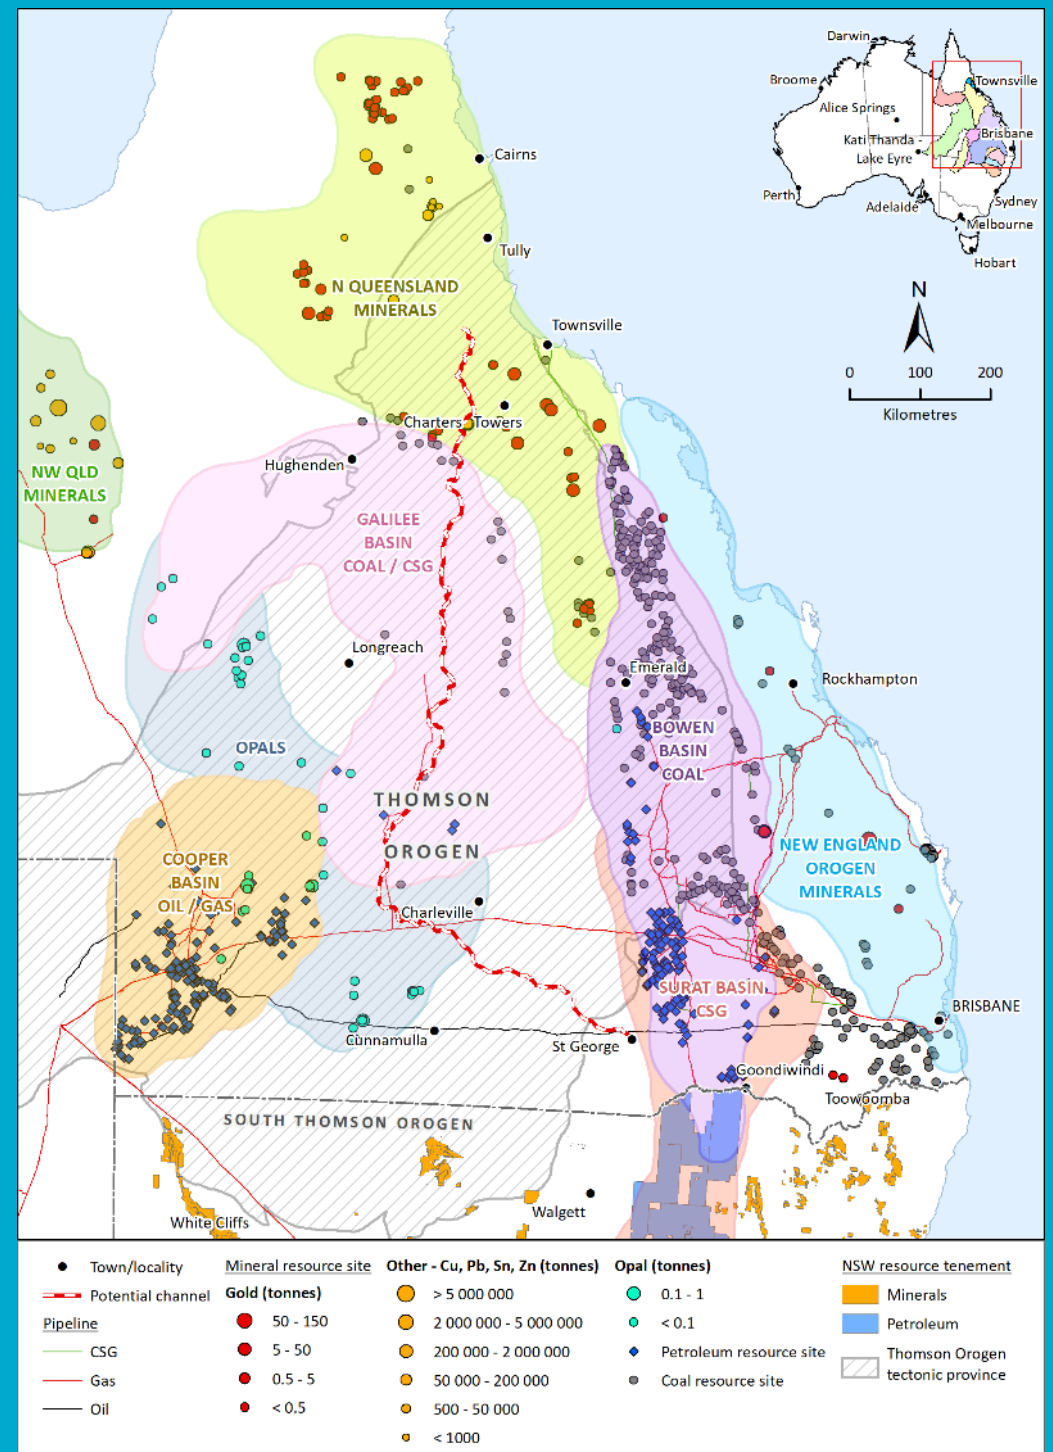 Darwin
Broome
Townsville
Alice Springs
Kati Thanda -
Lake Eyre
Brisbane
Perth
Adelaide
Sydney
Melbourne
Hobart
Cairns
Tully
N
N QUEENSLAND
MINERALS
Townsville
0 100 200
Kilometres
Charters Towers
Hughenden
NW QLD
MINERALS
GALILEE
BASIN
COAL / CSG
Longreach
Emerald
Rockhampton
OPALS
BOWEN
BASIN
COAL
THOMSON
OROGEN
COOPER
BASIN
OIL / GAS
NEW ENGLAND
OROGEN
MINERALS
Charleville
SURAT BASIN
CSG
BRISBANE
Cunnamulla
St George
Goondiwindi
Toowoomba
SOUTH THOMSON OROGEN
White Cliffs
Walgett
Town/locality
Potential channel
Pipeline
CSG
Gas
Oil
Mineral resource site
Gold (tonnes)
50 - 150
5 - 50
0.5 - 5
< 0.5
Other - Cu, Pb, Sn, Zn (tonnes)
> 5 000 000
2 000 000 - 5 000 000
200 000 - 2 000 000
50 000 - 200 000
500 - 50 000
< 1000
Opal (tonnes)
0.1 - 1
< 0.1
Petroleum resource site
Coal resource site
NSW resource tenement
Minerals
Petroleum
Thomson Orogen
tectonic province